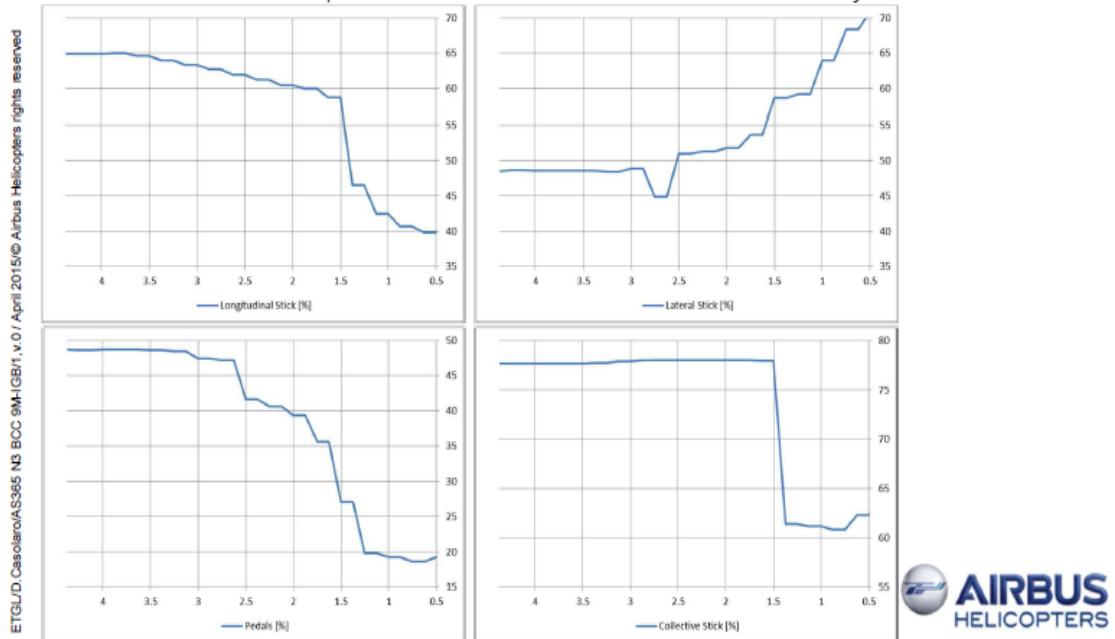 ETGL/D.Casolaro/AS365 N3 BCC 9M-IGB/1,v.0 / April 2015/© Airbus Helicopters rights reserved
70
65
60
55
50
45
40
35
4 3.5 3 2.5 2 1.5 1 0.5
Longitudinal Stick [%]
70
65
60
55
50
45
40
35
4 3.5 3 2.5 2 1.5 1 0.5
Lateral Stick [%]
50
45
40
35
30
25
20
15
4 3.5 3 2.5 2 1.5 1 0.5
Pedals [%]
80
75
70
65
60
55
4 3.5 3 2.5 2 1.5 1 0.5
Collective Stick [%]
AIRBUS
HELICOPTERS